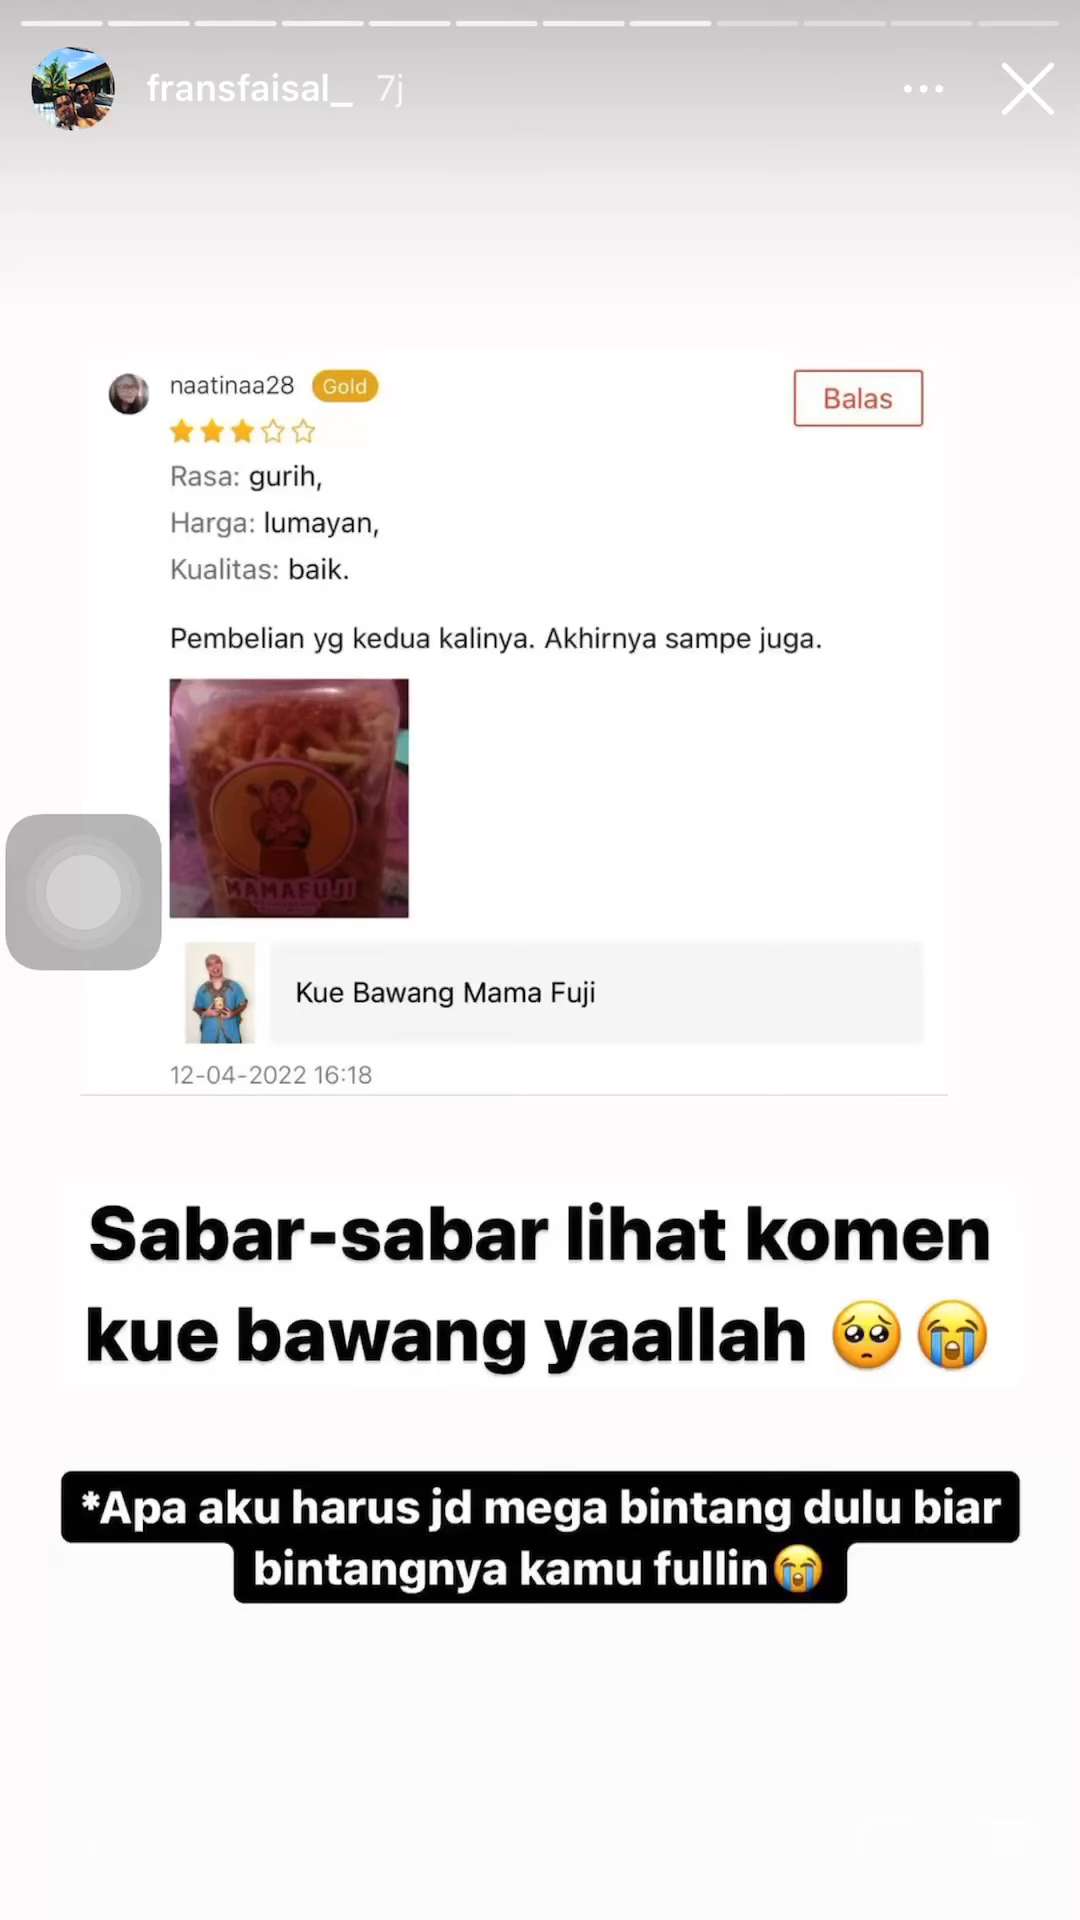 fransfaisal_ 7j
naatinaa28 Gold
Balas
Rasa: gurih,
Harga: lumayan,
Kualitas: baik.
Pembelian yg kedua kalinya. Akhirnya sampe juga.
MAMAFUJI
Kue Bawang Mama Fuji
12-04-2022 16:18
Sabar-sabar lihat komen
kue bawang yaallah 🥺😭
*Apa aku harus jd mega bintang dulu biar
bintangnya kamu fullin😭